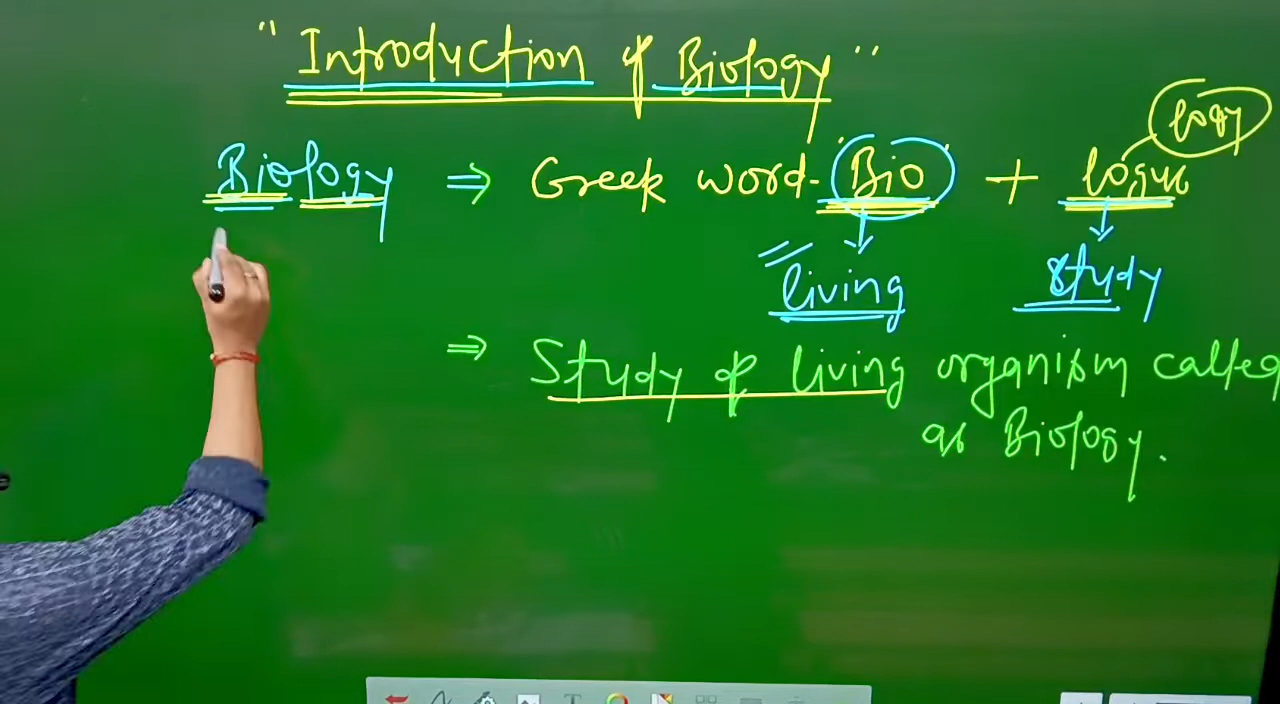 "Introduction of Biology"
logy
Biology ⇒ Greek word - Bio + logus
living study
⇒ Study of living organism called
as Biology.